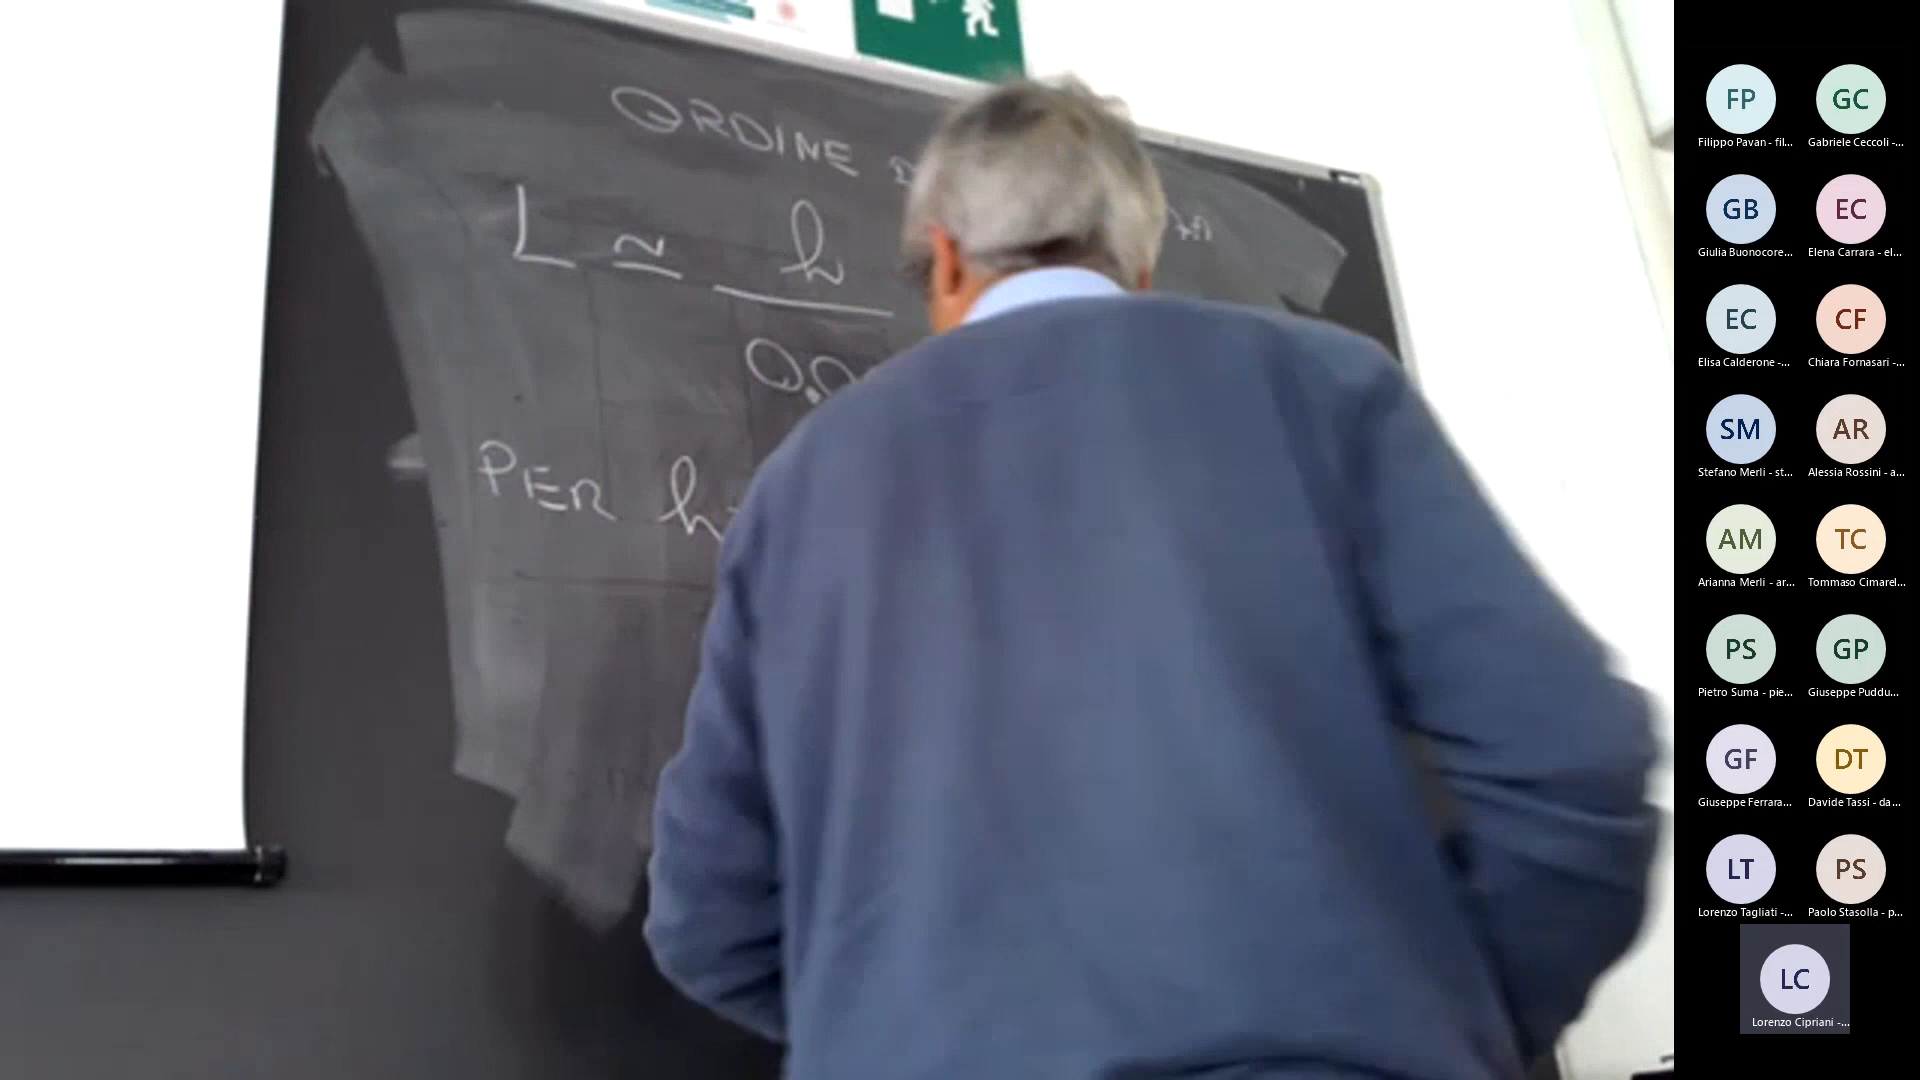 ORDINE
L ≃ h
0.0
PER h
FP GC
Filippo Pavan - fil... Gabriele Ceccoli -...
GB EC
Giulia Buonocore... Elena Carrara - el...
EC CF
Elisa Calderone -... Chiara Fornasari -...
SM AR
Stefano Merli - st... Alessia Rossini - a...
AM TC
Arianna Merli - ar... Tommaso Cimarel...
PS GP
Pietro Suma - pie... Giuseppe Puddu...
GF DT
Giuseppe Ferrara... Davide Tassi - da...
LT PS
Lorenzo Tagliati -... Paolo Stasolla - p...
LC
Lorenzo Cipriani -...